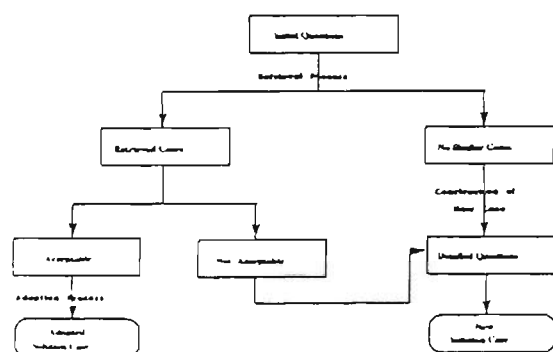 Initial Questions
Retrieval Process
Retrieved Cases
No Similar Cases
Construction of
New Case
Acceptable
Not Acceptable
Detailed Questions
Adaption Process
Adapted
Solution Case
New
Solution Case